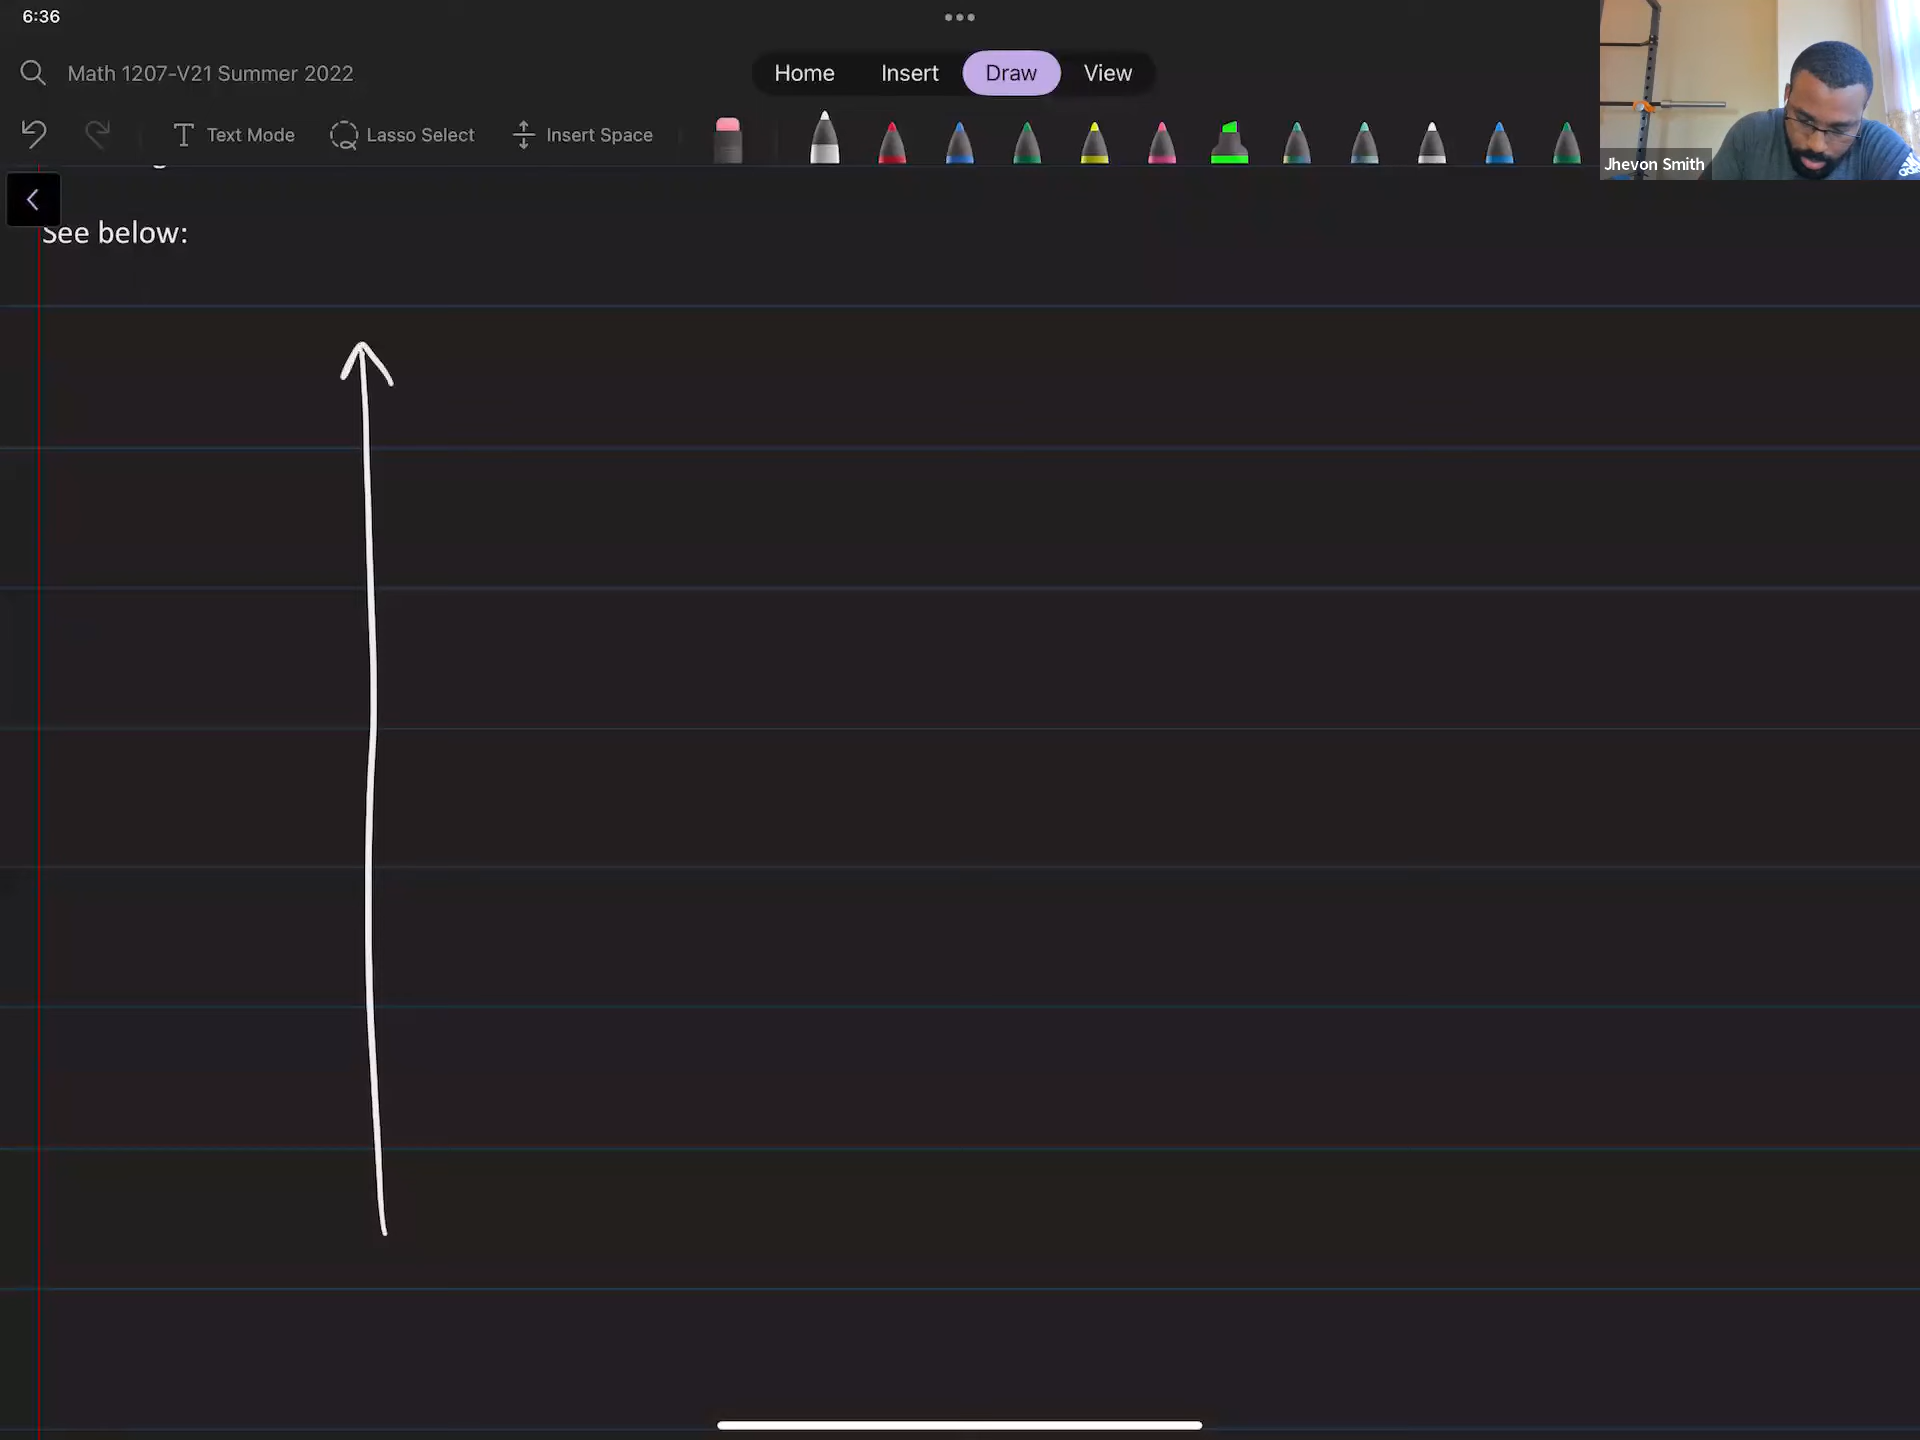 6:36
Math 1207-V21 Summer 2022
Home Insert Draw View
Text Mode Lasso Select Insert Space
Jhevon Smith
See below: